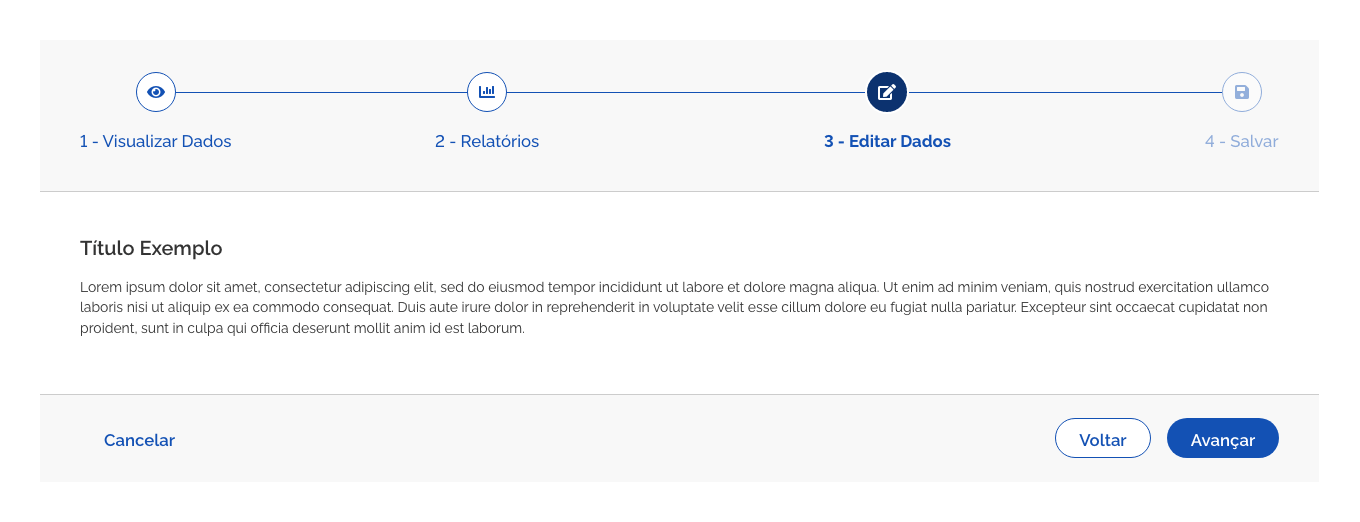 1 - Visualizar Dados
2 - Relatórios
3 - Editar Dados
4 - Salvar
Título Exemplo
Lorem ipsum dolor sit amet, consectetur adipiscing elit, sed do eiusmod tempor incididunt ut labore et dolore magna aliqua. Ut enim ad minim veniam, quis nostrud exercitation ullamco
laboris nisi ut aliquip ex ea commodo consequat. Duis aute irure dolor in reprehenderit in voluptate velit esse cillum dolore eu fugiat nulla pariatur. Excepteur sint occaecat cupidatat non
proident, sunt in culpa qui officia deserunt mollit anim id est laborum.
Cancelar
Voltar
Avançar